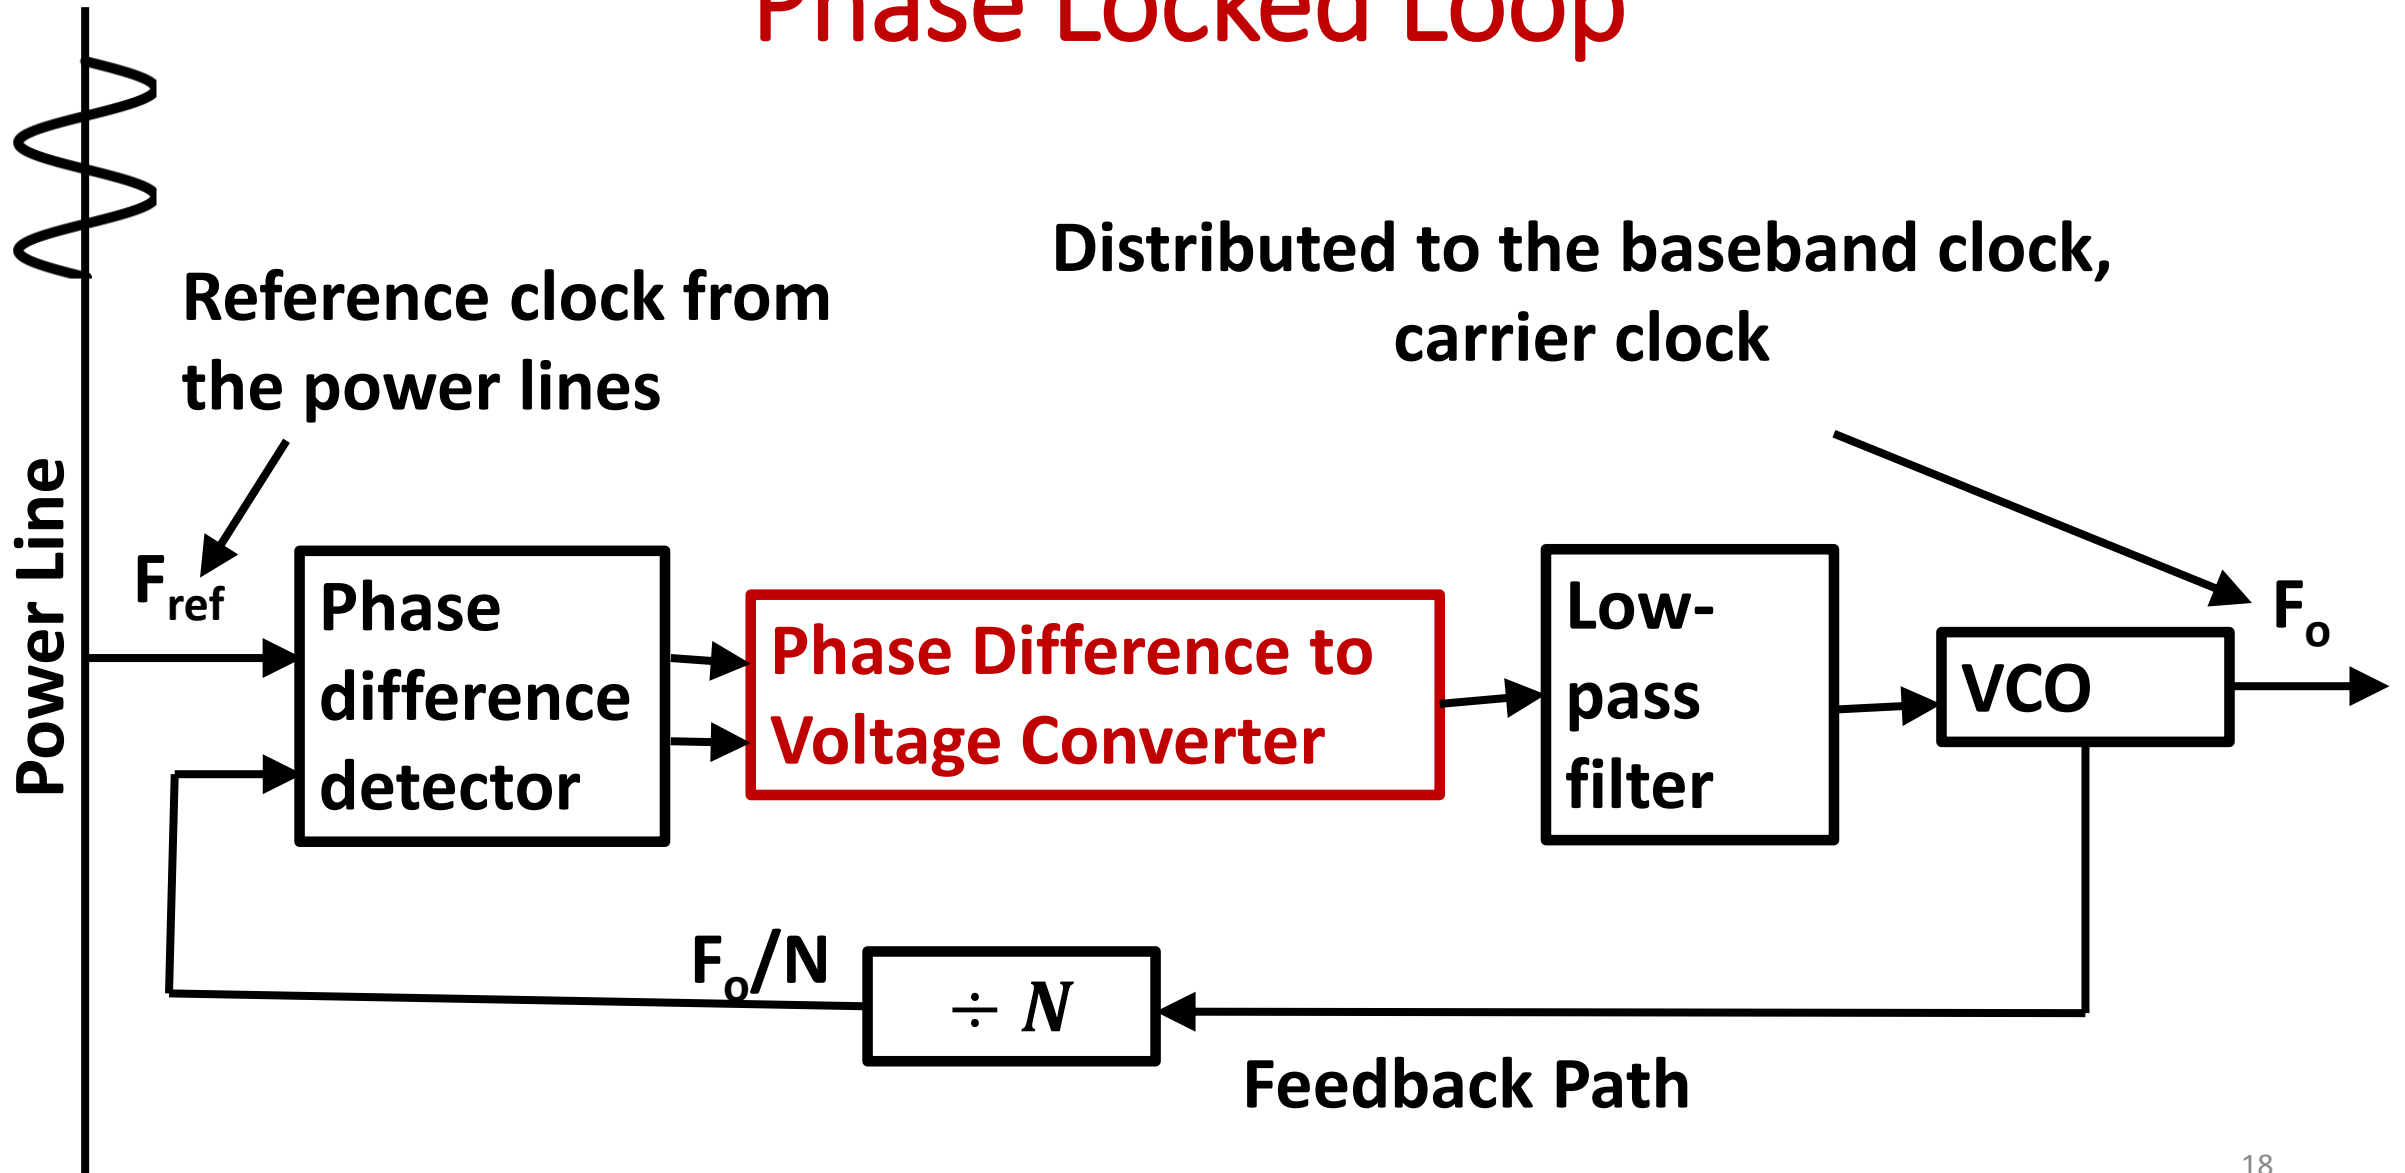 Phase Locked Loop
Reference clock from
the power lines
Distributed to the baseband clock,
carrier clock
Power Line
Fref
Phase
difference
detector
Phase Difference to
Voltage Converter
Low-
pass
filter
VCO
Fo
Fo/N
÷ N
Feedback Path
18